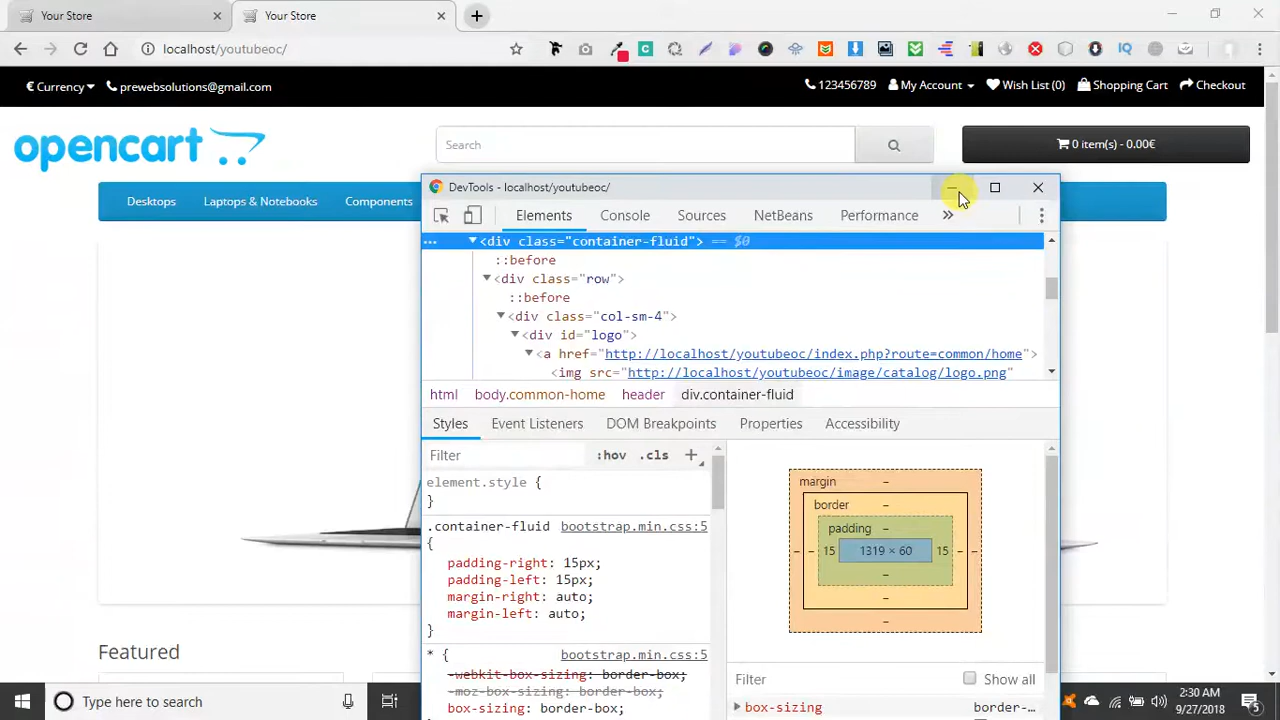 Your Store
Your Store
localhost/youtubeoc/
IQ
€ Currency
prewebsolutions@gmail.com
123456789
My Account
Wish List (0)
Shopping Cart
Checkout
opencart
Search
0 item(s) - 0.00€
Desktops
Laptops & Notebooks
Components
DevTools - localhost/youtubeoc/
Elements
Console
Sources
NetBeans
Performance
»
... <div class="container-fluid"> == $0
::before
<div class="row">
::before
<div class="col-sm-4">
<div id="logo">
<a href="http://localhost/youtubeoc/index.php?route=common/home">
<img src="http://localhost/youtubeoc/image/catalog/logo.png"
html
body.common-home
header
div.container-fluid
Styles
Event Listeners
DOM Breakpoints
Properties
Accessibility
Filter
:hov
.cls
+
element.style {
}
.container-fluid
bootstrap.min.css:5
{
padding-right: 15px;
padding-left: 15px;
margin-right: auto;
margin-left: auto;
}
* {
bootstrap.min.css:5
-webkit-box-sizing: border-box;
-moz-box-sizing: border-box;
box-sizing: border-box;
margin
–
border
–
padding
–
–
–
15
1319 × 60
15
–
–
–
–
–
Filter
Show all
box-sizing
border-...
Featured
Type here to search
2:30 AM
9/27/2018
5